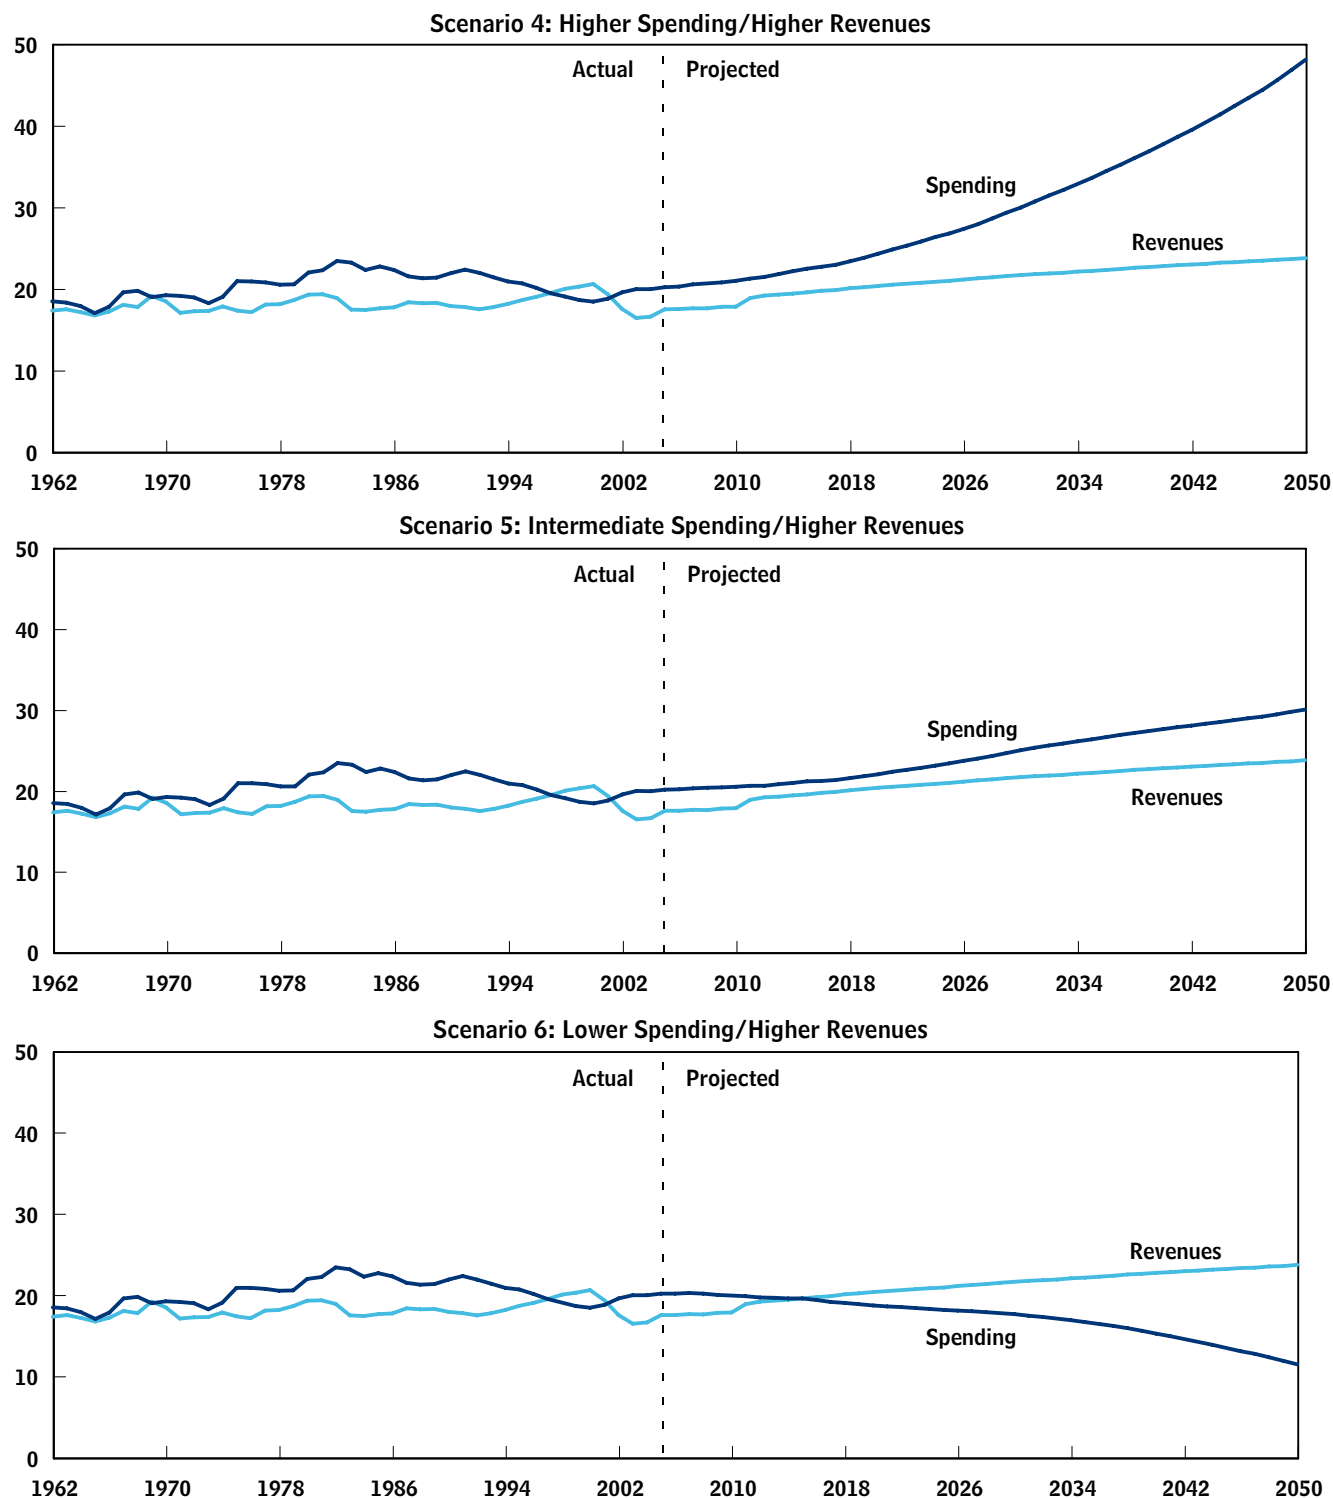 Scenario 4: Higher Spending/Higher Revenues
50
Actual
Projected
40
Spending
30
Revenues
20
10
0
1962 1970 1978 1986 1994 2002 2010 2018 2026 2034 2042 2050
Scenario 5: Intermediate Spending/Higher Revenues
50
Actual
Projected
40
30
Spending
20
Revenues
10
0
1962 1970 1978 1986 1994 2002 2010 2018 2026 2034 2042 2050
Scenario 6: Lower Spending/Higher Revenues
50
Actual
Projected
40
30
Revenues
20
Spending
10
0
1962 1970 1978 1986 1994 2002 2010 2018 2026 2034 2042 2050